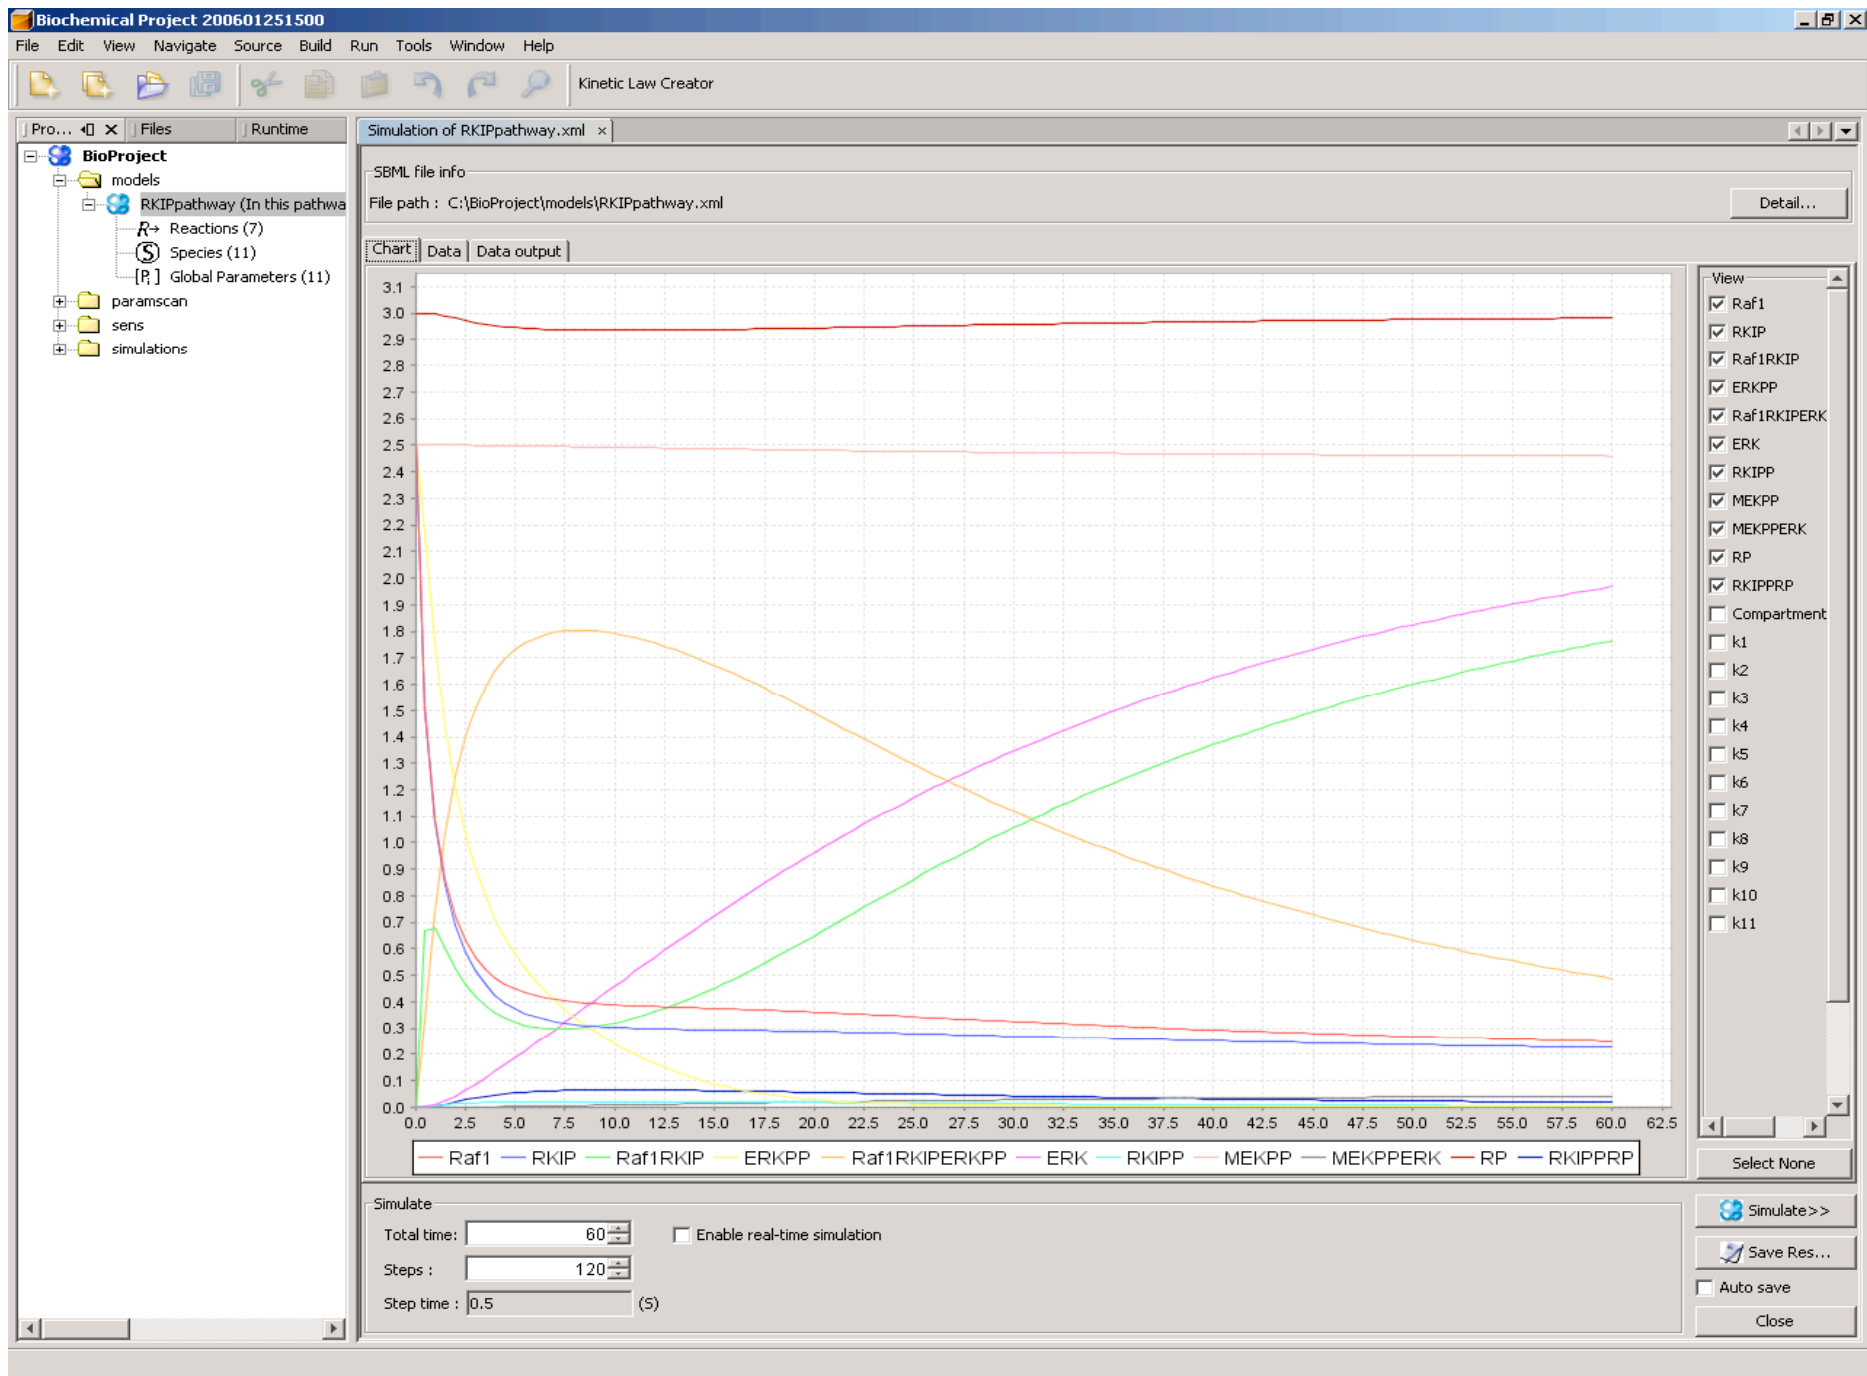 Biochemical Project 200601251500
File Edit View Navigate Source Build Run Tools Window Help
Kinetic Law Creator
Pro... Files Runtime
BioProject
models
RKIPpathway (In this pathwa
R→ Reactions (7)
S Species (11)
[P,] Global Parameters (11)
paramscan
sens
simulations
Simulation of RKIPpathway.xml ×
SBML file info
File path : C:\BioProject\models\RKIPpathway.xml
Detail...
Chart Data Data output
3.1
3.0
2.9
2.8
2.7
2.6
2.5
2.4
2.3
2.2
2.1
2.0
1.9
1.8
1.7
1.6
1.5
1.4
1.3
1.2
1.1
1.0
0.9
0.8
0.7
0.6
0.5
0.4
0.3
0.2
0.1
0.0
0.0 2.5 5.0 7.5 10.0 12.5 15.0 17.5 20.0 22.5 25.0 27.5 30.0 32.5 35.0 37.5 40.0 42.5 45.0 47.5 50.0 52.5 55.0 57.5 60.0 62.5
Raf1 RKIP Raf1RKIP ERKPP Raf1RKIPERKPP ERK RKIPP MEKPP MEKPPERK RP RKIPPRP
View
Raf1
RKIP
Raf1RKIP
ERKPP
Raf1RKIPERK
ERK
RKIPP
MEKPP
MEKPPERK
RP
RKIPPRP
Compartment
k1
k2
k3
k4
k5
k6
k7
k8
k9
k10
k11
Select None
Simulate
Total time: 60
Enable real-time simulation
Steps : 120
Step time : 0.5 (S)
Simulate>>
Save Res...
Auto save
Close